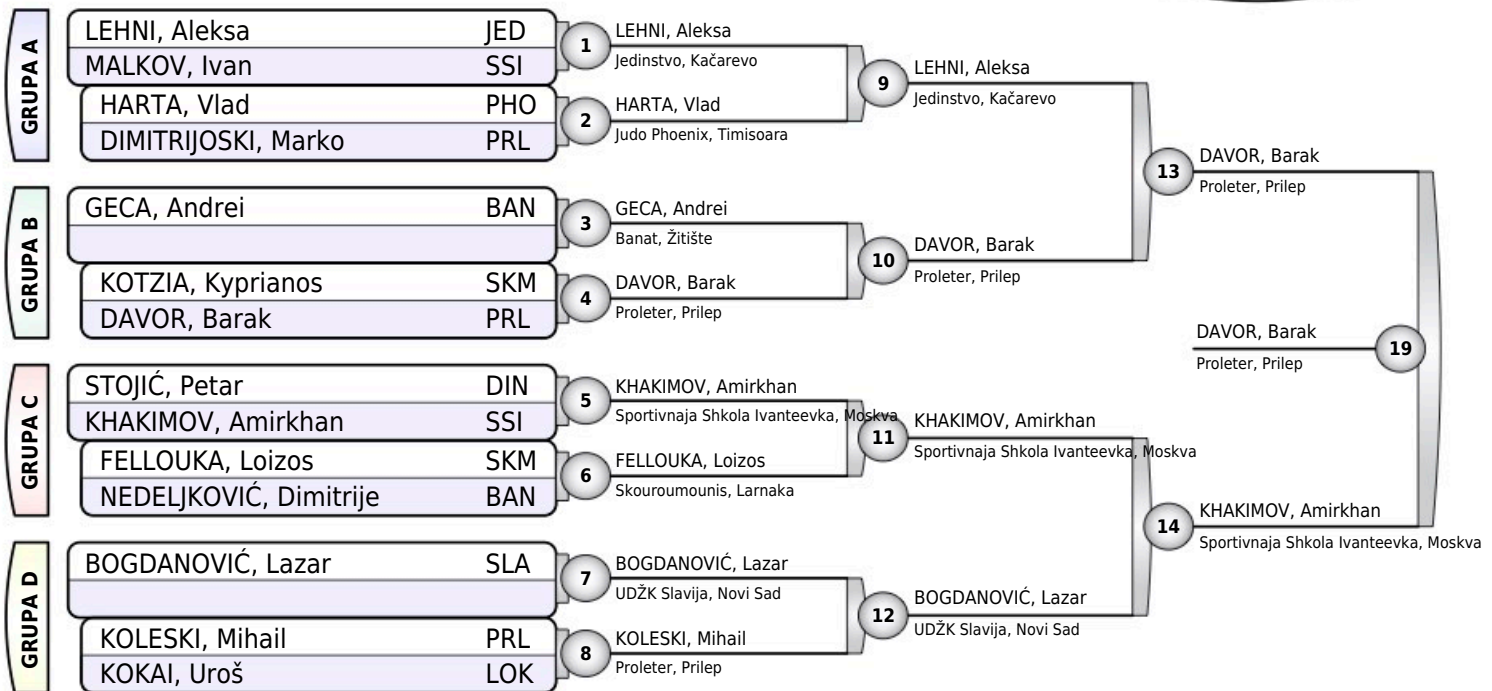 GRUPA A
LEHNI, Aleksa JED
MALKOV, Ivan SSI
HARTA, Vlad PHO
DIMITRIJOSKI, Marko PRL
GRUPA B
GECA, Andrei BAN
KOTZIA, Kyprianos SKM
DAVOR, Barak PRL
GRUPA C
STOJIĆ, Petar DIN
KHAKIMOV, Amirkhan SSI
FELLOUKA, Loizos SKM
NEDELJKOVIĆ, Dimitrije BAN
GRUPA D
BOGDANOVIĆ, Lazar SLA
KOLESKI, Mihail PRL
KOKAI, Uroš LOK
1
LEHNI, Aleksa
Jedinstvo, Kačarevo
2
HARTA, Vlad
Judo Phoenix, Timisoara
3
GECA, Andrei
Banat, Žitište
4
DAVOR, Barak
Proleter, Prilep
5
KHAKIMOV, Amirkhan
Sportivnaja Shkola Ivanteevka, Moskva
6
FELLOUKA, Loizos
Skouroumounis, Larnaka
7
BOGDANOVIĆ, Lazar
UDŽK Slavija, Novi Sad
8
KOLESKI, Mihail
Proleter, Prilep
9
LEHNI, Aleksa
Jedinstvo, Kačarevo
10
DAVOR, Barak
Proleter, Prilep
11
KHAKIMOV, Amirkhan
Sportivnaja Shkola Ivanteevka, Moskva
12
BOGDANOVIĆ, Lazar
UDŽK Slavija, Novi Sad
13
DAVOR, Barak
Proleter, Prilep
14
KHAKIMOV, Amirkhan
Sportivnaja Shkola Ivanteevka, Moskva
DAVOR, Barak
Proleter, Prilep
19